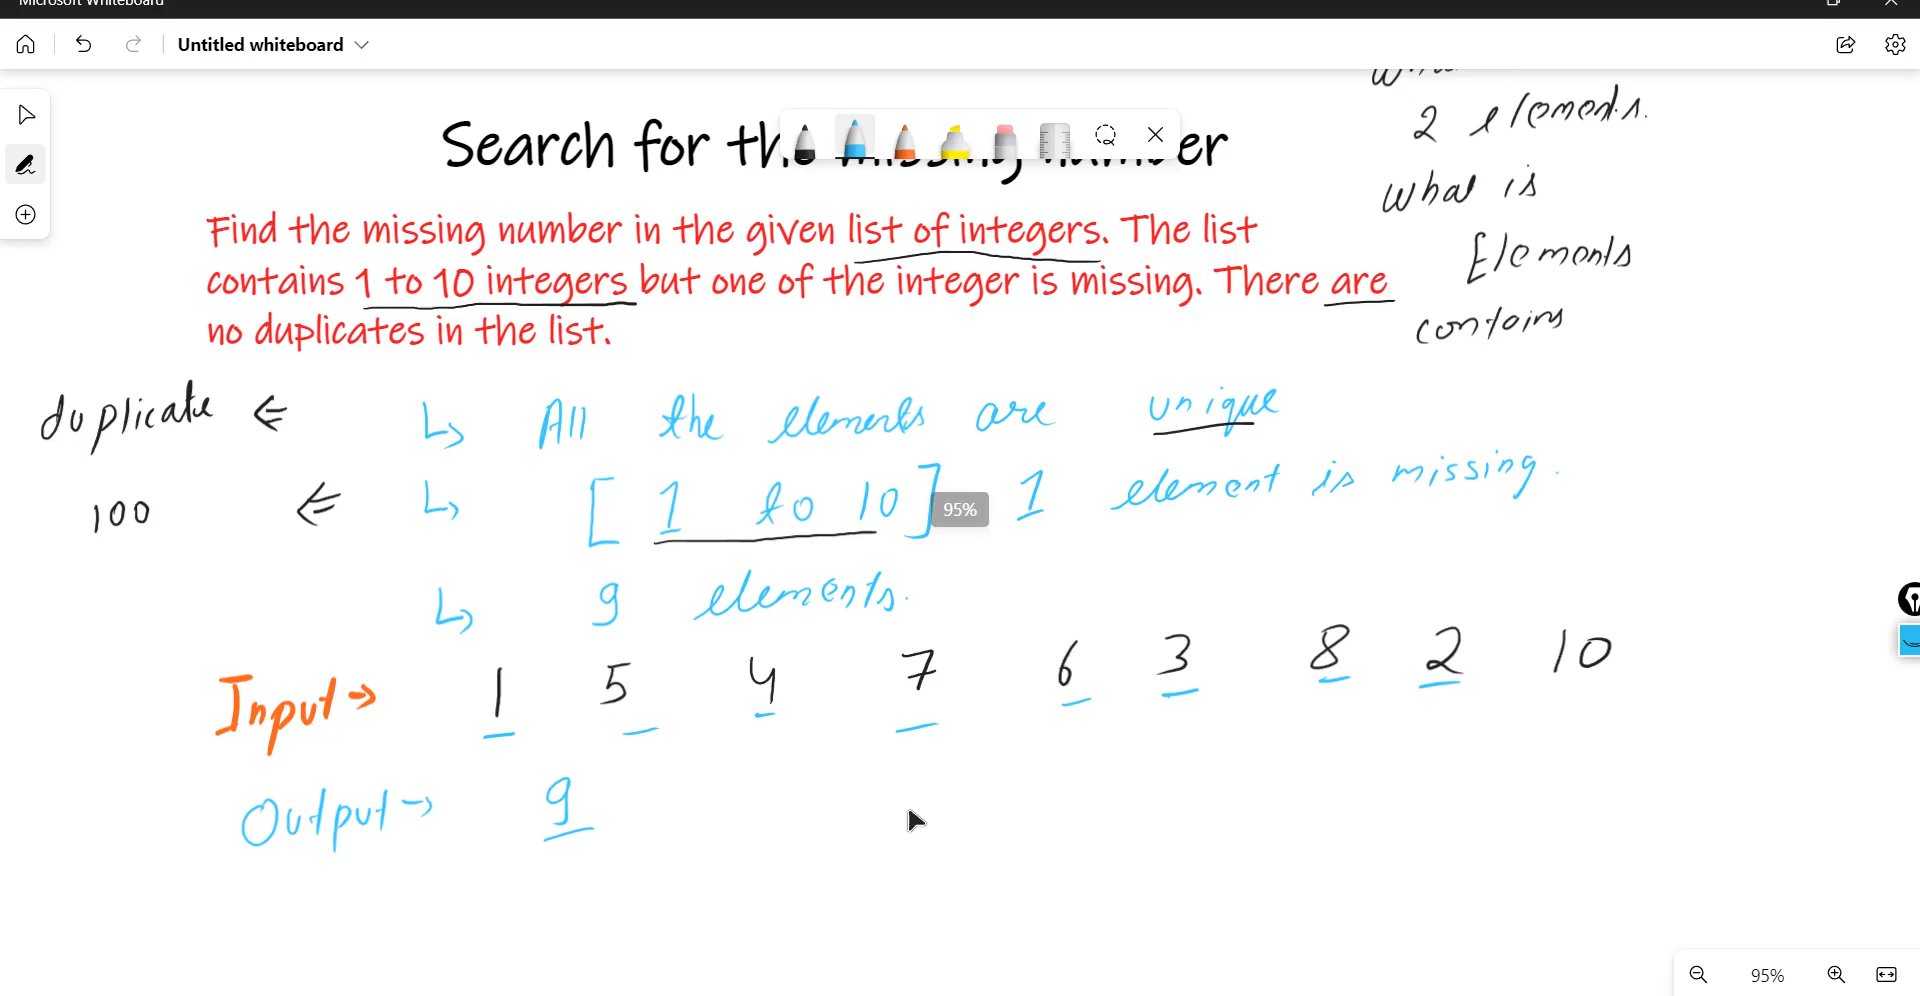 Microsoft Whiteboard
Untitled whiteboard
2 elements.
Search for the missing number
what is
Find the missing number in the given list of integers. The list
Elements
contains 1 to 10 integers but one of the integer is missing. There are
contains
no duplicates in the list.
duplicate ⇐ ↳ All the elements are unique
100 ⇐ ↳ [ 1 to 10 ] 1 element is missing.
95%
↳ 9 elements.
Input → 1 5 4 7 6 3 8 2 10
Output → 9
95%